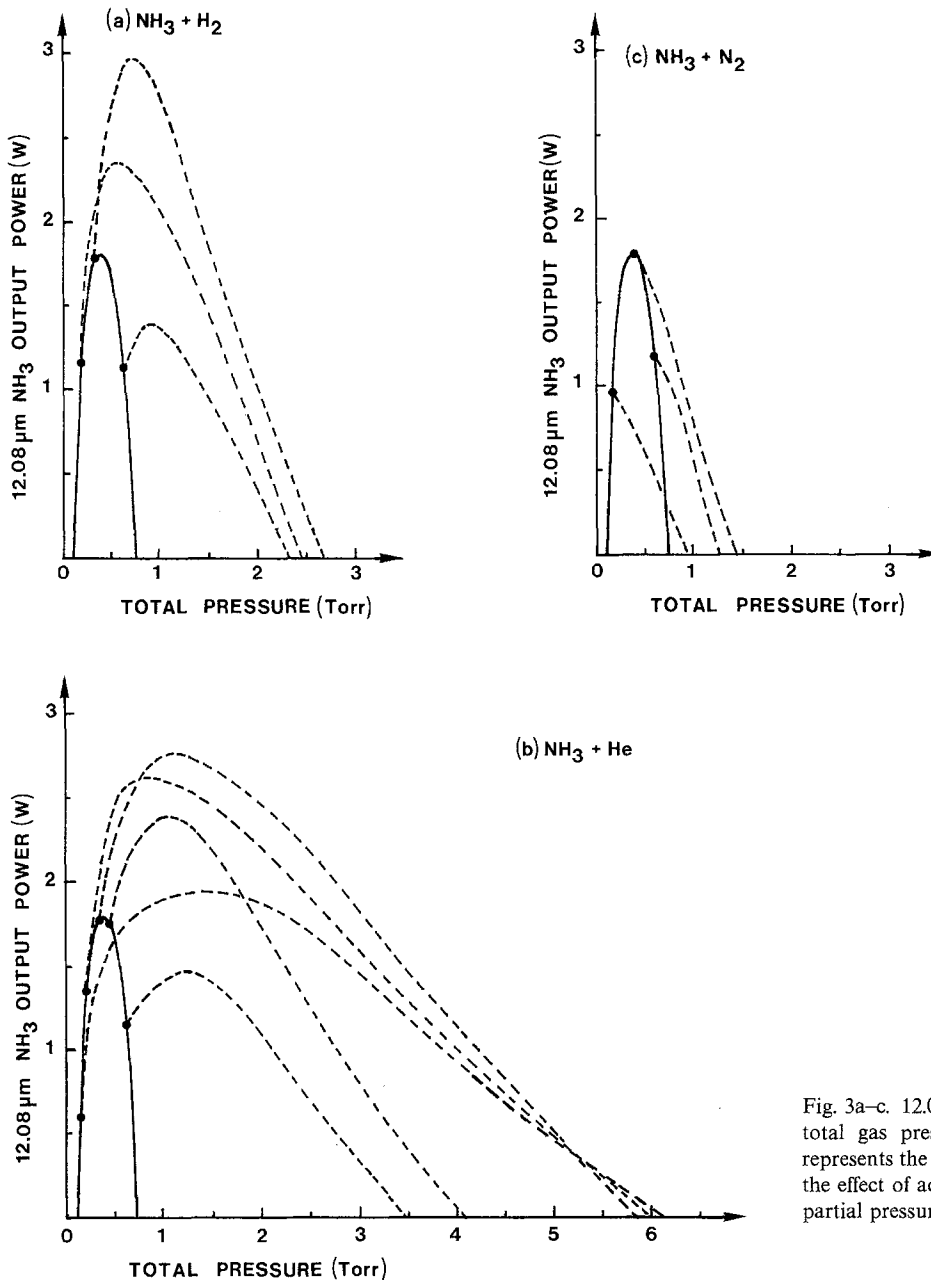 (a) NH3 + H2
3
2
1
0 1 2 3
12.08 μm NH3 OUTPUT POWER (W)
TOTAL PRESSURE (Torr)
(c) NH3 + N2
3
2
1
0 1 2 3
12.08 μm NH3 OUTPUT POWER (W)
TOTAL PRESSURE (Torr)
(b) NH3 + He
3
2
1
0 1 2 3 4 5 6
12.08 μm NH3 OUTPUT POWER (W)
TOTAL PRESSURE (Torr)
Fig. 3a–c. 12.0
total gas pres
represents the
the effect of ad
partial pressur